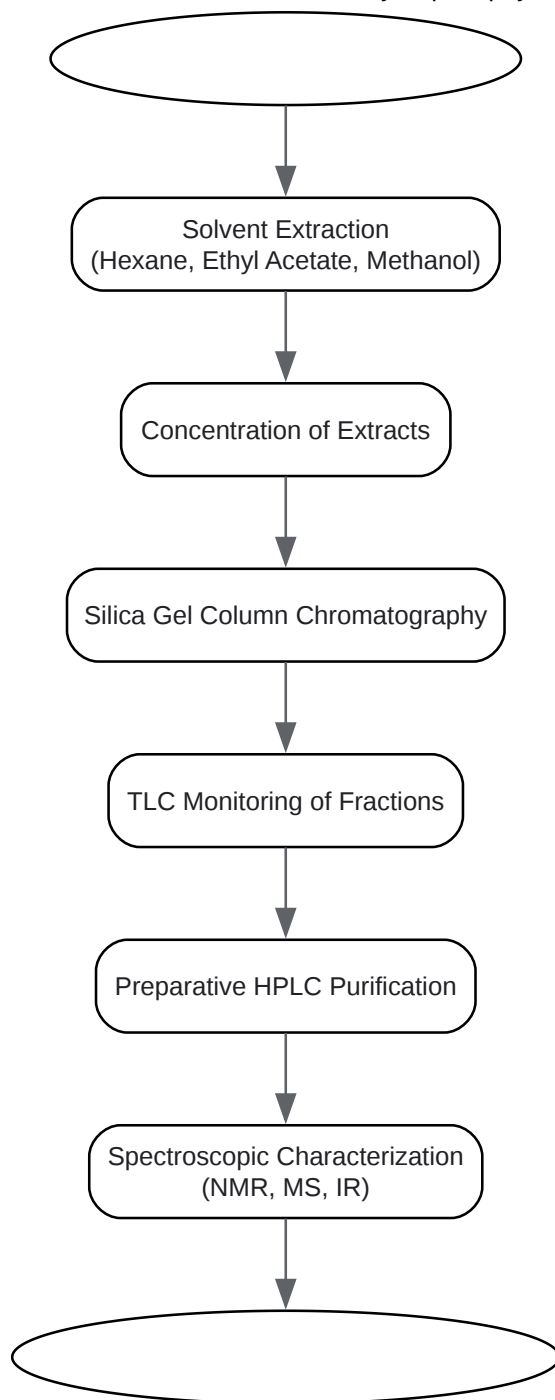 Solvent Extraction
(Hexane, Ethyl Acetate, Methanol)
Concentration of Extracts
Silica Gel Column Chromatography
TLC Monitoring of Fractions
Preparative HPLC Purification
Spectroscopic Characterization
(NMR, MS, IR)